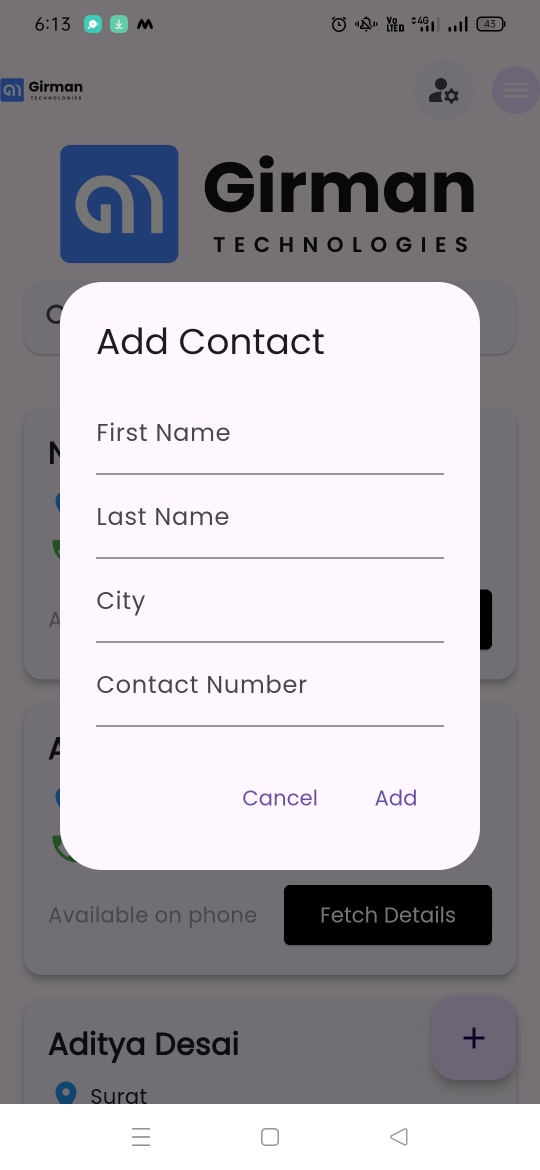 6:13
Vo
LTED
4G
43
Girman
TECHNOLOGIES
Girman
TECHNOLOGIES
Add Contact
First Name
Last Name
City
Contact Number
Cancel Add
Available on phone Fetch Details
Aditya Desai
Surat